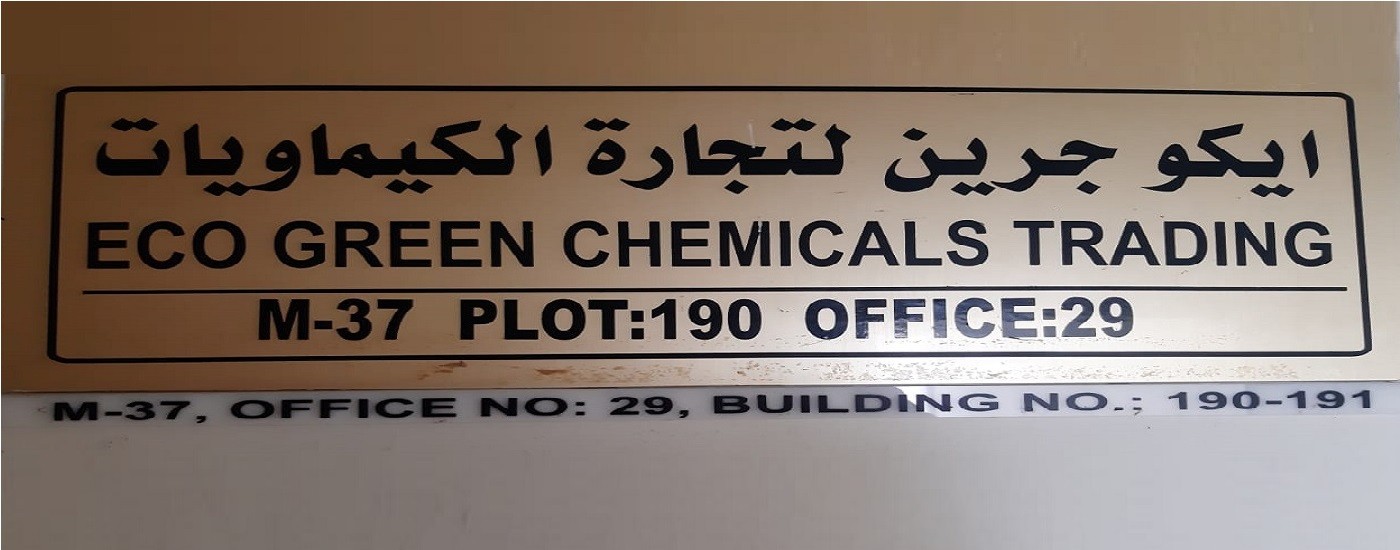 ايكو جرين لتجارة الكيماويات
ECO GREEN CHEMICALS TRADING
M-37 PLOT:190 OFFICE:29
M-37, OFFICE NO: 29, BUILDING NO.; 190-191